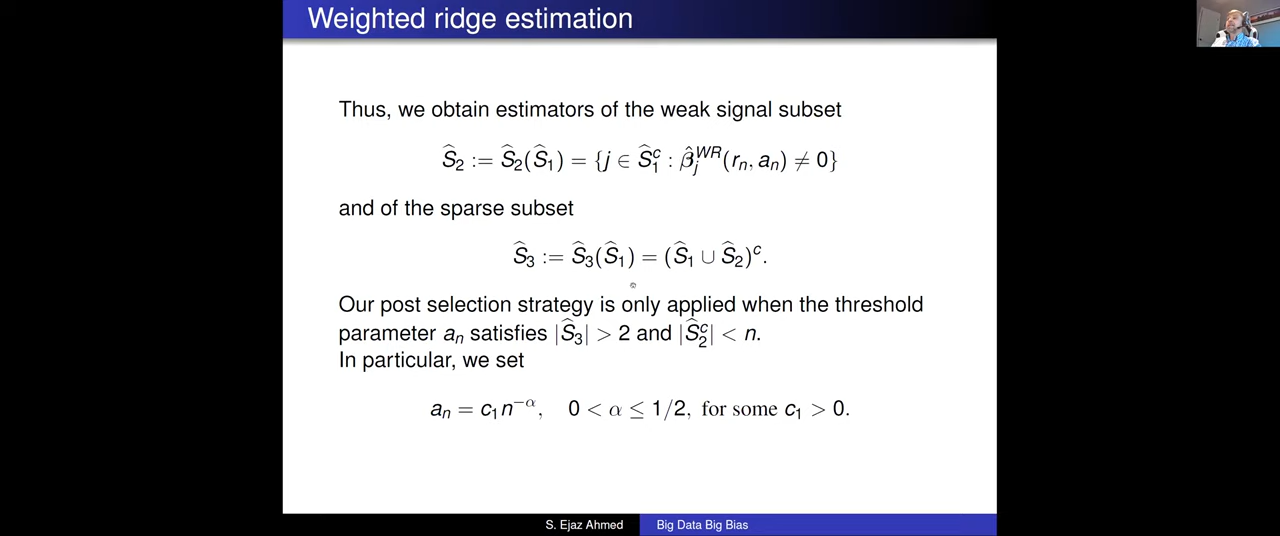 Weighted ridge estimation
Thus, we obtain estimators of the weak signal subset
Ŝ₂ := Ŝ₂(Ŝ₁) = {j ∈ Ŝ₁ᶜ : β̂ⱼᵂᴿ(rₙ, aₙ) ≠ 0}
and of the sparse subset
Ŝ₃ := Ŝ₃(Ŝ₁) = (Ŝ₁ ∪ Ŝ₂)ᶜ.
Our post selection strategy is only applied when the threshold
parameter aₙ satisfies |Ŝ₃| > 2 and |Ŝ₂ᶜ| < n.
In particular, we set
aₙ = c₁n^{−α}, 0 < α ≤ 1/2, for some c₁ > 0.
S. Ejaz Ahmed Big Data Big Bias